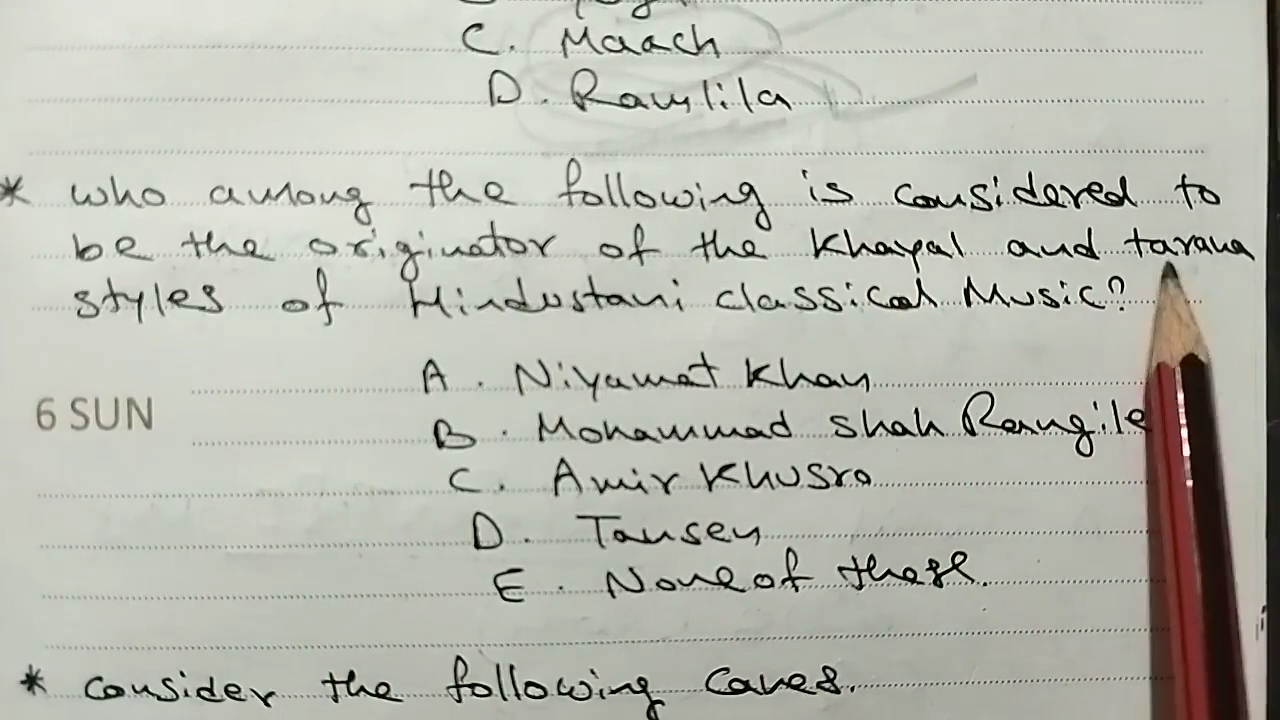 C. Maach
D. Ramlila
* who among the following is considered to
be the originator of the Khayal and tarana
styles of Hindustani classical Music?
A. Niyamat Khan
6 SUN
B. Mohammad Shah Rangile
C. Amir Khusro
D. Tansen
E. None of these.
* Consider the following caves.